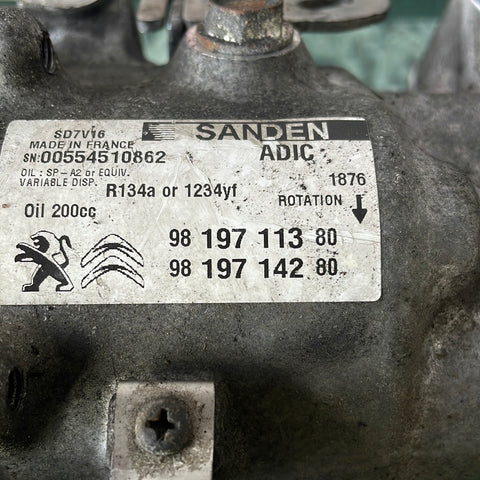 SD7V16
SANDEN
MADE IN FRANCE
ADIC
SN:00554510862
OIL : SP-A2 or EQUIV.
VARIABLE DISP.
R134a or 1234yf
1876
ROTATION
Oil 200cc
98 197 113 80
98 197 142 80